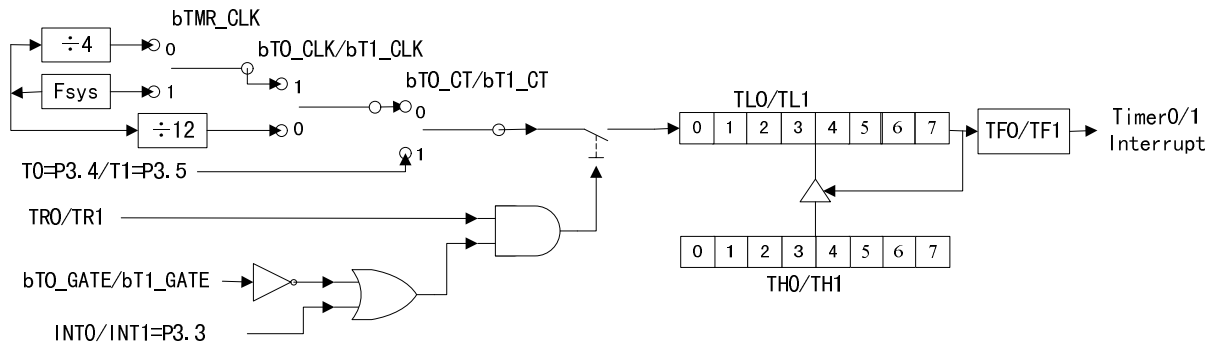 bTMR_CLK
÷4
0
bT0_CLK/bT1_CLK
Fsys
1
1
bT0_CT/bT1_CT
÷12
0
0
1
T0=P3.4/T1=P3.5
TL0/TL1
0 1 2 3 4 5 6 7
TF0/TF1
Timer0/1
Interrupt
TR0/TR1
bT0_GATE/bT1_GATE
INT0/INT1=P3.3
0 1 2 3 4 5 6 7
TH0/TH1